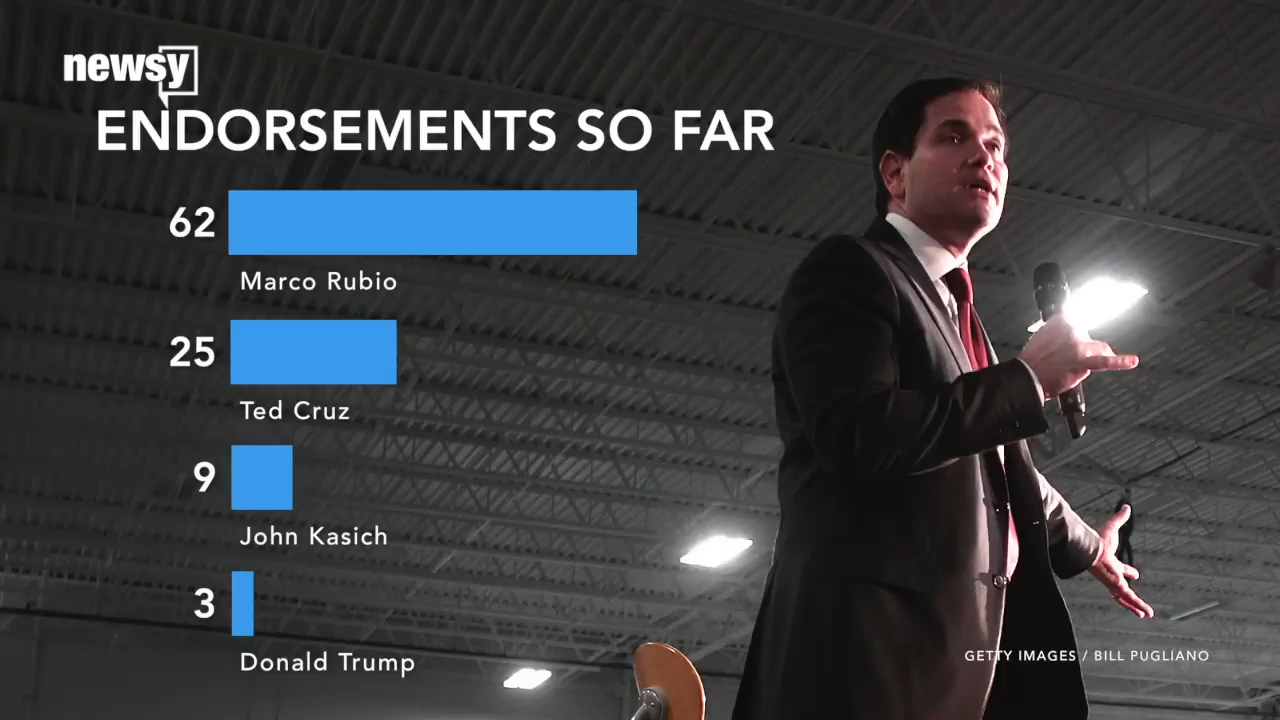 newsy
ENDORSEMENTS SO FAR
62
Marco Rubio
25
Ted Cruz
9
John Kasich
3
Donald Trump
GETTY IMAGES / BILL PUGLIANO